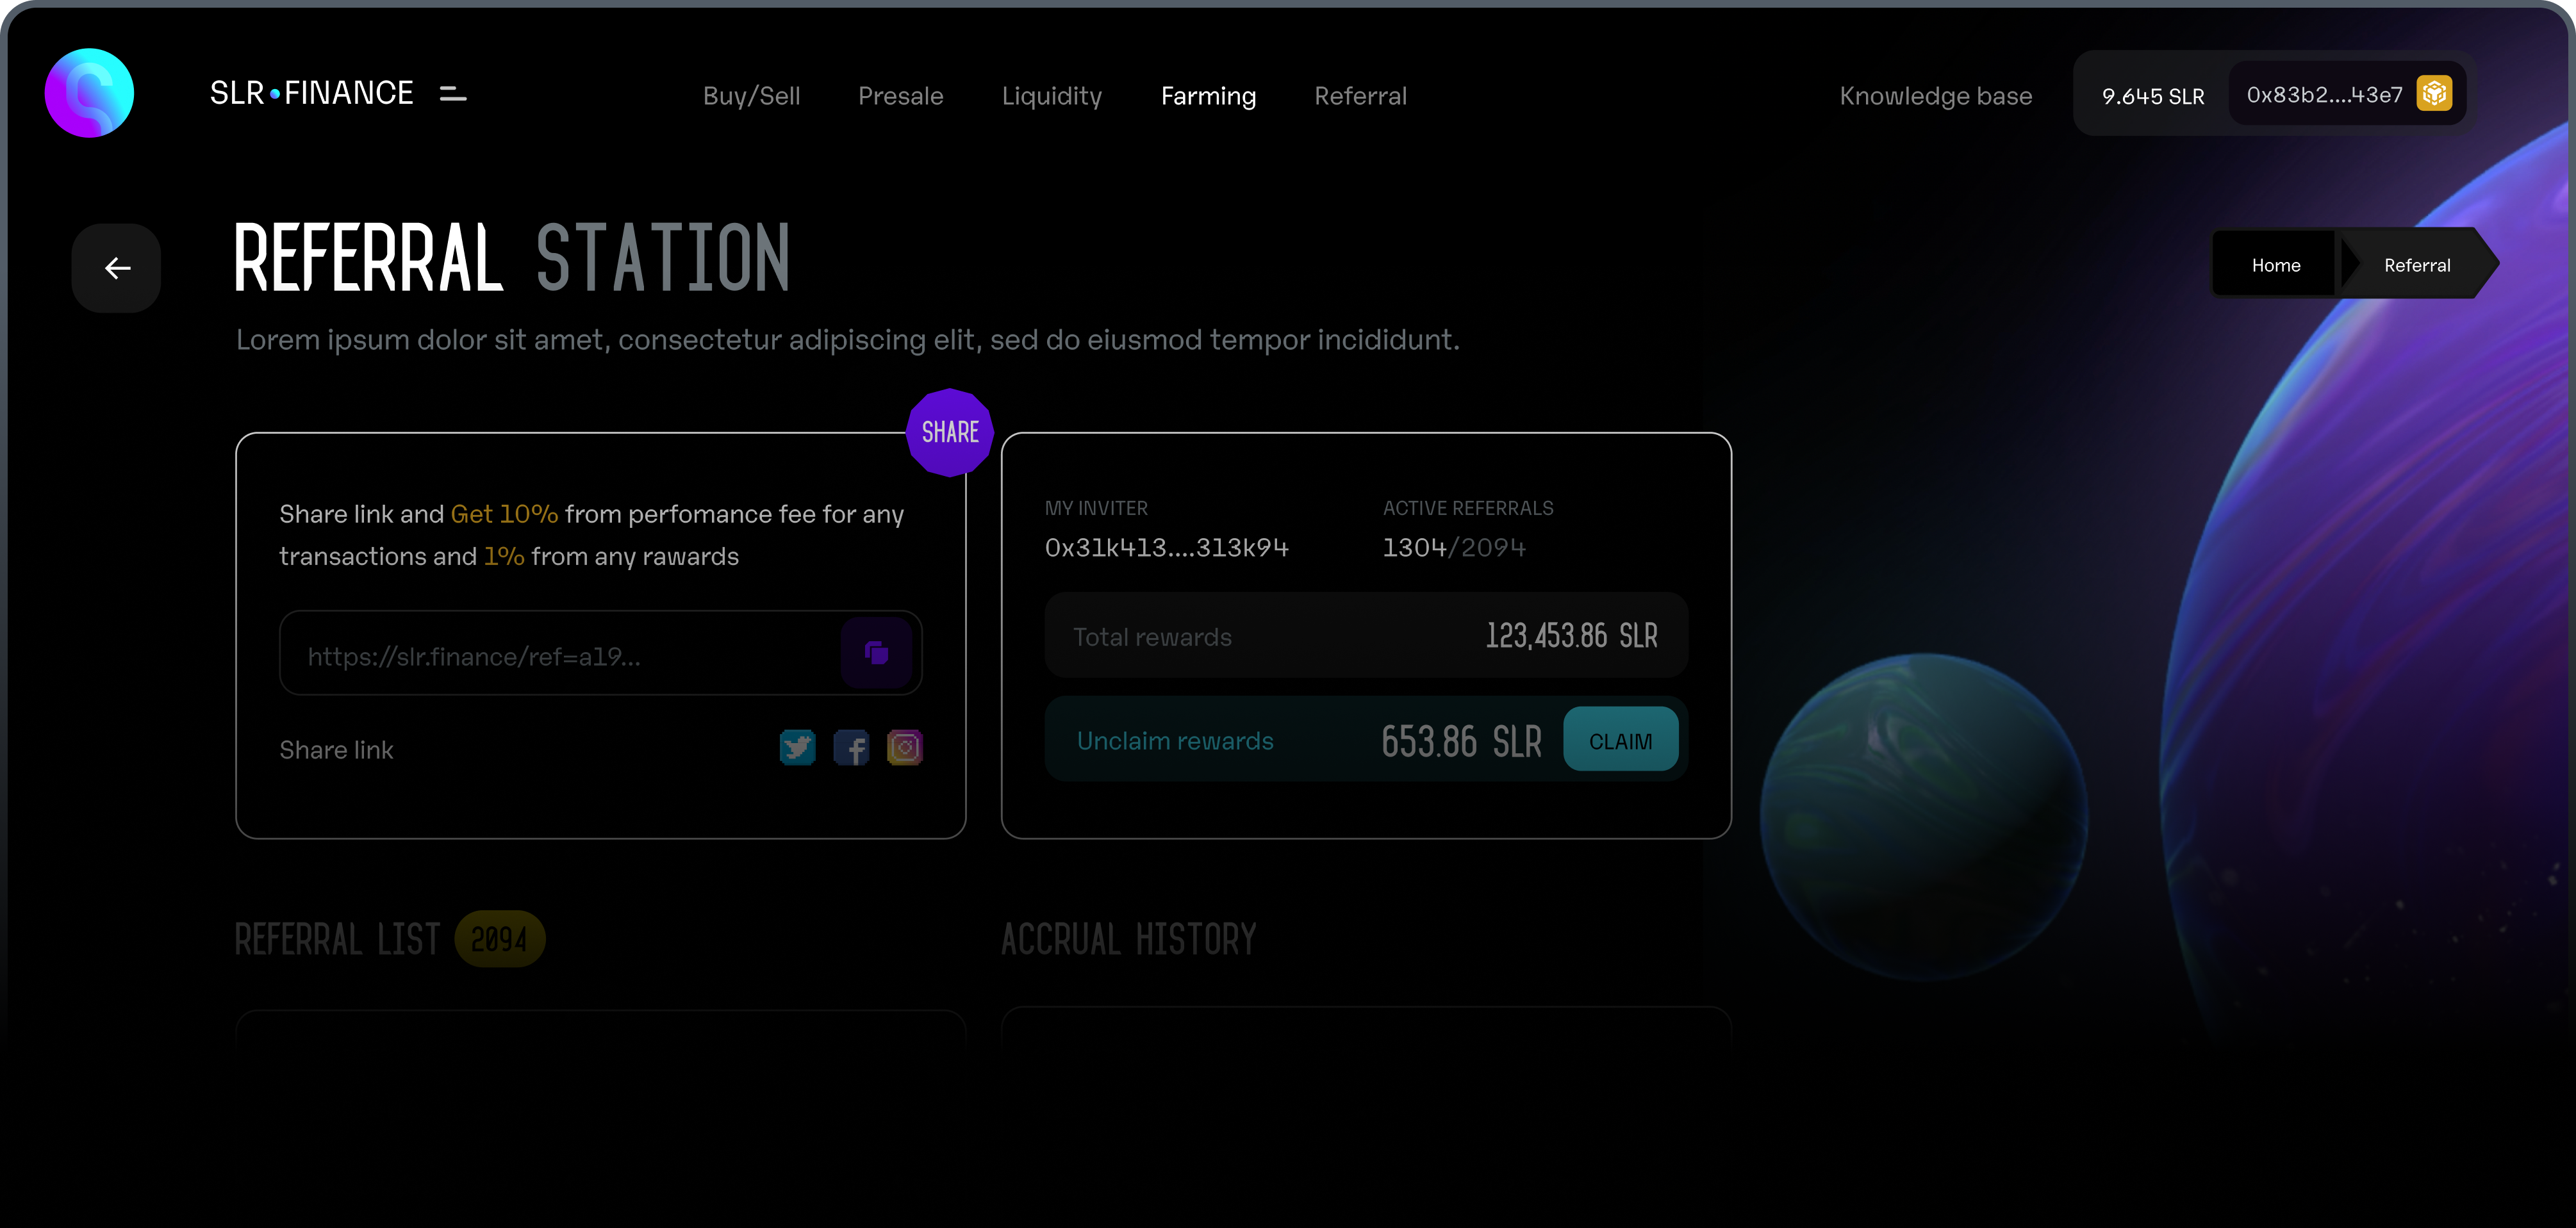 SLR•FINANCE
Buy/Sell
Presale
Liquidity
Farming
Referral
Knowledge base
9.645 SLR
0x83b2....43e7
REFERRAL STATION
Home
Referral
Lorem ipsum dolor sit amet, consectetur adipiscing elit, sed do eiusmod tempor incididunt.
SHARE
Share link and Get 10% from perfomance fee for any
transactions and 1% from any rawards
https://slr.finance/ref=a19...
Share link
MY INVITER
0x31k413....313k94
ACTIVE REFERRALS
1304/2094
Total rewards
123,453.86 SLR
Unclaim rewards
653.86 SLR
CLAIM
REFERRAL LIST
2094
ACCRUAL HISTORY